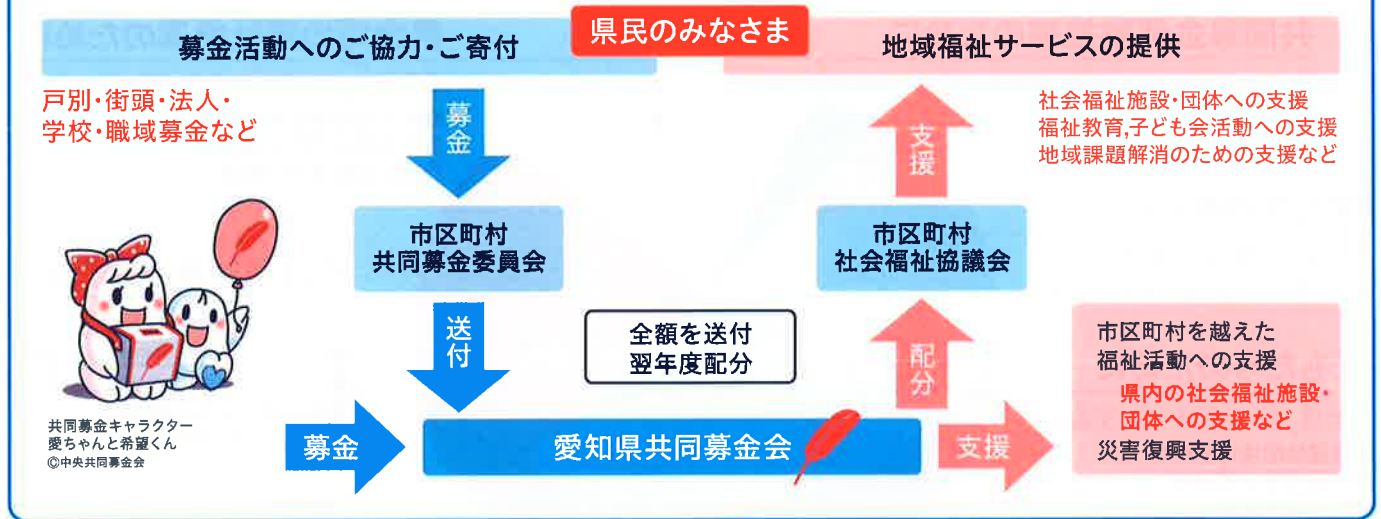 県民のみなさま
募金活動へのご協力・ご寄付
地域福祉サービスの提供
戸別・街頭・法人・
学校・職域募金など
募金
支援
社会福祉施設・団体への支援
福祉教育,子ども会活動への支援
地域課題解消のための支援など
市区町村
共同募金委員会
市区町村
社会福祉協議会
送付
全額を送付
翌年度配分
配分
市区町村を越えた
福祉活動への支援
県内の社会福祉施設・
団体への支援など
災害復興支援
共同募金キャラクター
愛ちゃんと希望くん
©中央共同募金会
募金
愛知県共同募金会
支援